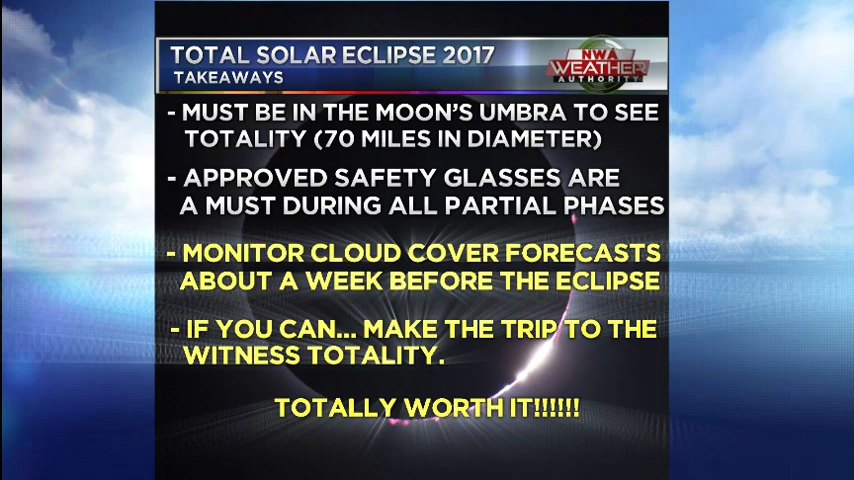 TOTAL SOLAR ECLIPSE 2017
TAKEAWAYS
NWA
WEATHER
AUTHORITY
- MUST BE IN THE MOON'S UMBRA TO SEE
TOTALITY (70 MILES IN DIAMETER)
- APPROVED SAFETY GLASSES ARE
A MUST DURING ALL PARTIAL PHASES
- MONITOR CLOUD COVER FORECASTS
ABOUT A WEEK BEFORE THE ECLIPSE
- IF YOU CAN... MAKE THE TRIP TO THE
WITNESS TOTALITY.
TOTALLY WORTH IT!!!!!!